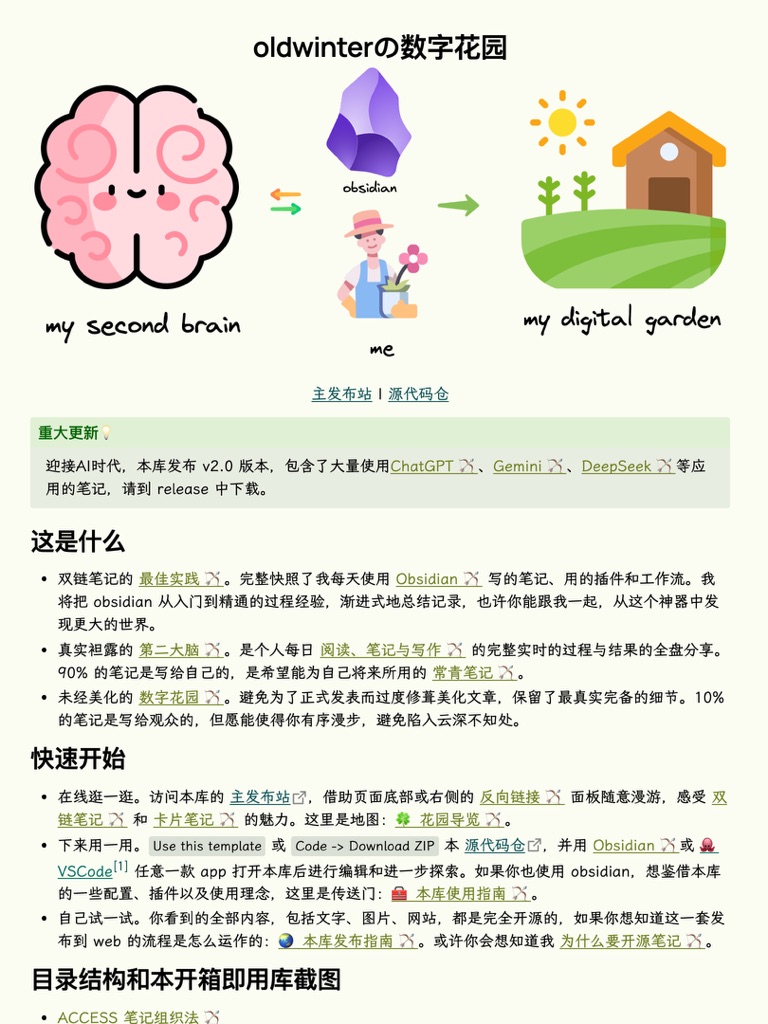 oldwinterの数字花园
obsidian
my second brain
my digital garden
me
主发布站 | 源代码仓
重大更新💡
迎接AI时代，本库发布 v2.0 版本，包含了大量使用ChatGPT、Gemini、DeepSeek等应
用的笔记，请到 release 中下载。
这是什么
• 双链笔记的 最佳实践。完整快照了我每天使用 Obsidian 写的笔记、用的插件和工作流。我
将把 obsidian 从入门到精通的过程经验，渐进式地总结记录，也许你能跟我一起，从这个神器中发
现更大的世界。
• 真实袒露的 第二大脑。是个人每日 阅读、笔记与写作 的完整实时的过程与结果的全盘分享。
90% 的笔记是写给自己的，是希望能为自己将来所用的 常青笔记。
• 未经美化的 数字花园。避免为了正式发表而过度修葺美化文章，保留了最真实完备的细节。10%
的笔记是写给观众的，但愿能使得你有序漫步，避免陷入云深不知处。
快速开始
• 在线逛一逛。访问本库的 主发布站，借助页面底部或右侧的 反向链接 面板随意漫游，感受 双
链笔记 和 卡片笔记 的魅力。这里是地图：🍀 花园导览。
• 下来用一用。Use this template 或 Code -> Download ZIP 本 源代码仓，并用 Obsidian 或 🐙
VSCode[1] 任意一款 app 打开本库后进行编辑和进一步探索。如果你也使用 obsidian，想鉴借本库
的一些配置、插件以及使用理念，这里是传送门：🧰 本库使用指南。
• 自己试一试。你看到的全部内容，包括文字、图片、网站，都是完全开源的，如果你想知道这一套发
布到 web 的流程是怎么运作的：🌏 本库发布指南。或许你会想知道我 为什么要开源笔记。
目录结构和本开箱即用库截图
• ACCESS 笔记组织法